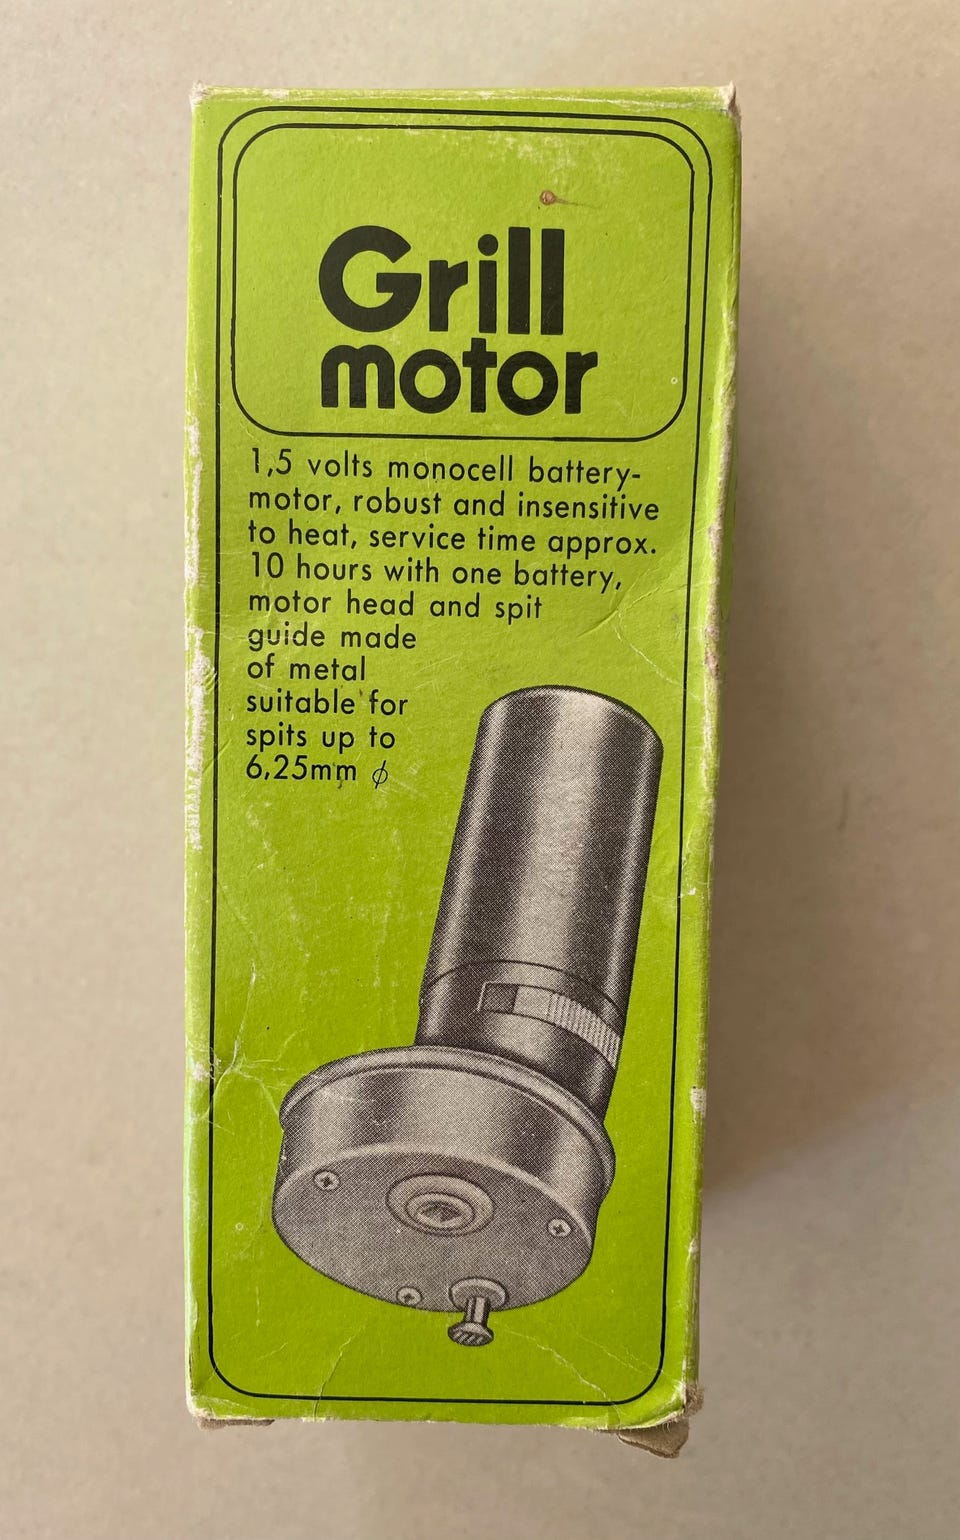 Grill
motor
1,5 volts monocell battery-
motor, robust and insensitive
to heat, service time approx.
10 hours with one battery,
motor head and spit
guide made
of metal
suitable for
spits up to
6,25mm ϕ